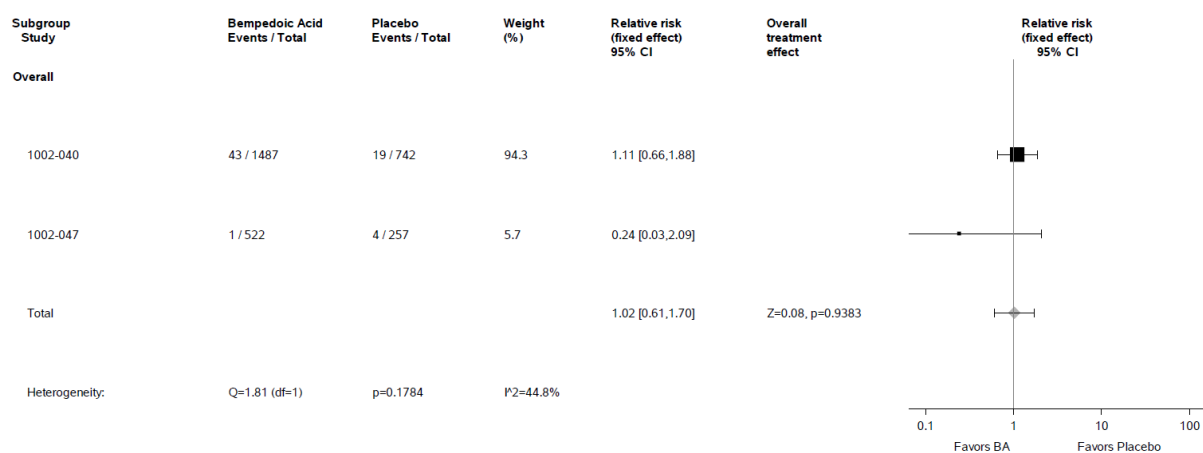 Subgroup Bempedoic Acid Placebo Weight Relative risk Overall Relative risk
Study Events / Total Events / Total (%) (fixed effect) treatment (fixed effect)
95% CI effect 95% CI
Overall
1002-040 43 / 1487 19 / 742 94.3 1.11 [0.66,1.88]
1002-047 1 / 522 4 / 257 5.7 0.24 [0.03,2.09]
Total 1.02 [0.61,1.70] Z=0.08, p=0.9383
Heterogeneity: Q=1.81 (df=1) p=0.1784 I^2=44.8%
0.1 1 10 100
Favors BA Favors Placebo